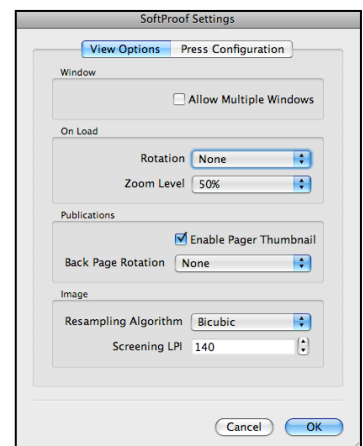 SoftProof Settings
View Options Press Configuration
Window
Allow Multiple Windows
On Load
Rotation None
Zoom Level 50%
Publications
Enable Pager Thumbnail
Back Page Rotation None
Image
Resampling Algorithm Bicubic
Screening LPI 140
Cancel OK